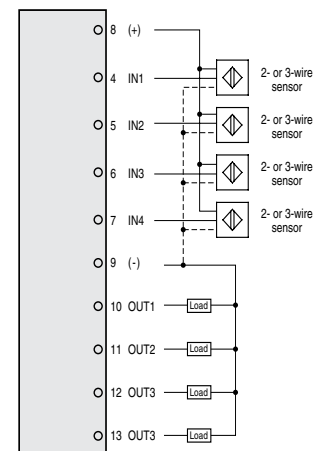 8 (+)
4 IN1
2- or 3-wire
sensor
5 IN2
2- or 3-wire
sensor
6 IN3
2- or 3-wire
sensor
7 IN4
2- or 3-wire
sensor
9 (-)
10 OUT1 Load
11 OUT2 Load
12 OUT3 Load
13 OUT3 Load